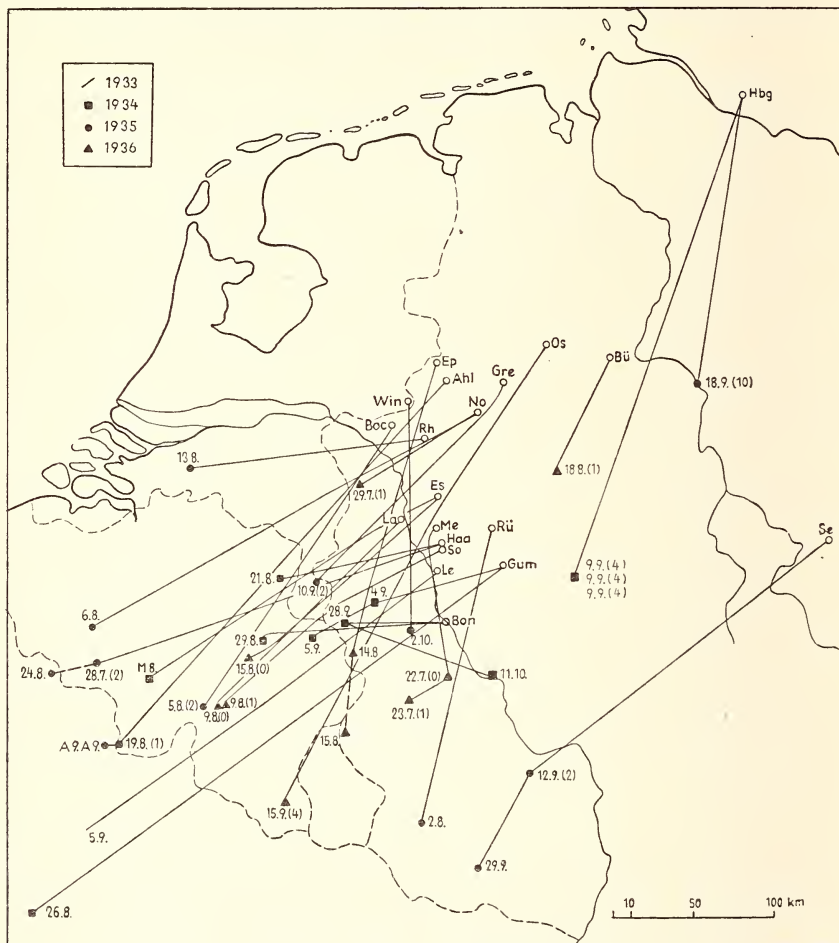 1933
1934
1935
1936
Hbg
Os
Bü
18.9. (10)
Ep
Ahl
Gre
Win
No
Boc
Rh
13.8.
29.7.(1)
18.8.(1)
Es
La
Me
Rü
Se
Haa
So
Gum
Le
21.8.
10.9.(2)
4.9.
9.9.(4)
9.9.(4)
9.9.(4)
28.9.
Bon
6.8.
29.8.
5.9.
2.10.
14.8
15.8.(0)
24.8.
28.7.(2)
M 8.
22.7.(0)
11.10.
5.8.(2)
9.8.(0)
9.8.(1)
23.7.(1)
A 9. A 9.
19.8. (1)
15.8.
12.9.(2)
15.9.(4)
2.8.
5.9.
29.9.
26.8.
10 50 100 km